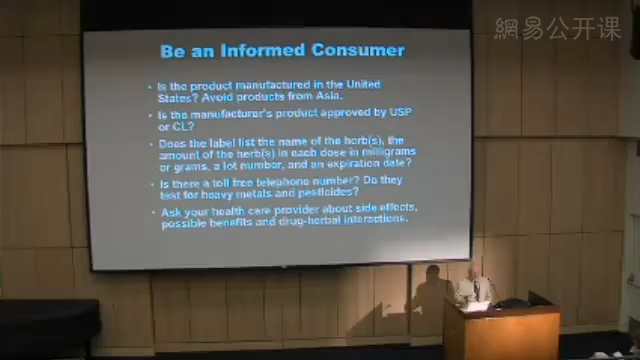 網易公开课
Be an Informed Consumer
• Is the product manufactured in the United
States? Avoid products from Asia.
• Is the manufacturer's product approved by USP
or CL?
• Does the label list the name of the herb(s), the
amount of the herb(s) in each dose in milligrams
or grams, a lot number, and an expiration date?
• Is there a toll free telephone number? Do they
test for heavy metals and pesticides?
• Ask your health care provider about side effects,
possible benefits and drug-herbal interactions.